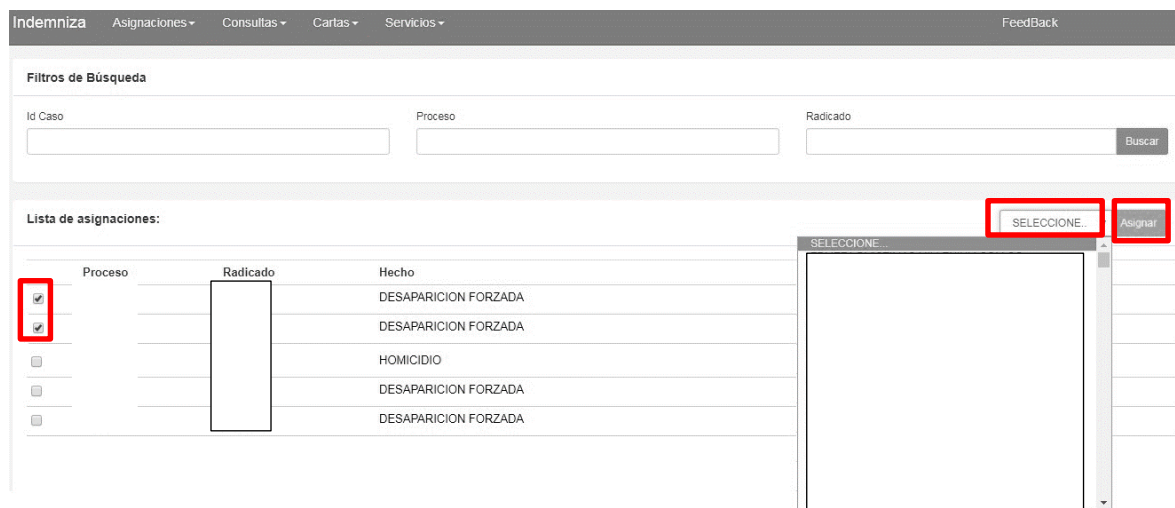 Indemniza Asignaciones Consultas Cartas Servicios FeedBack
Filtros de Búsqueda
Id Caso Proceso Radicado
Buscar
Lista de asignaciones: SELECCIONE.. Asignar
SELECCIONE...
Proceso Radicado Hecho
DESAPARICION FORZADA
DESAPARICION FORZADA
HOMICIDIO
DESAPARICION FORZADA
DESAPARICION FORZADA